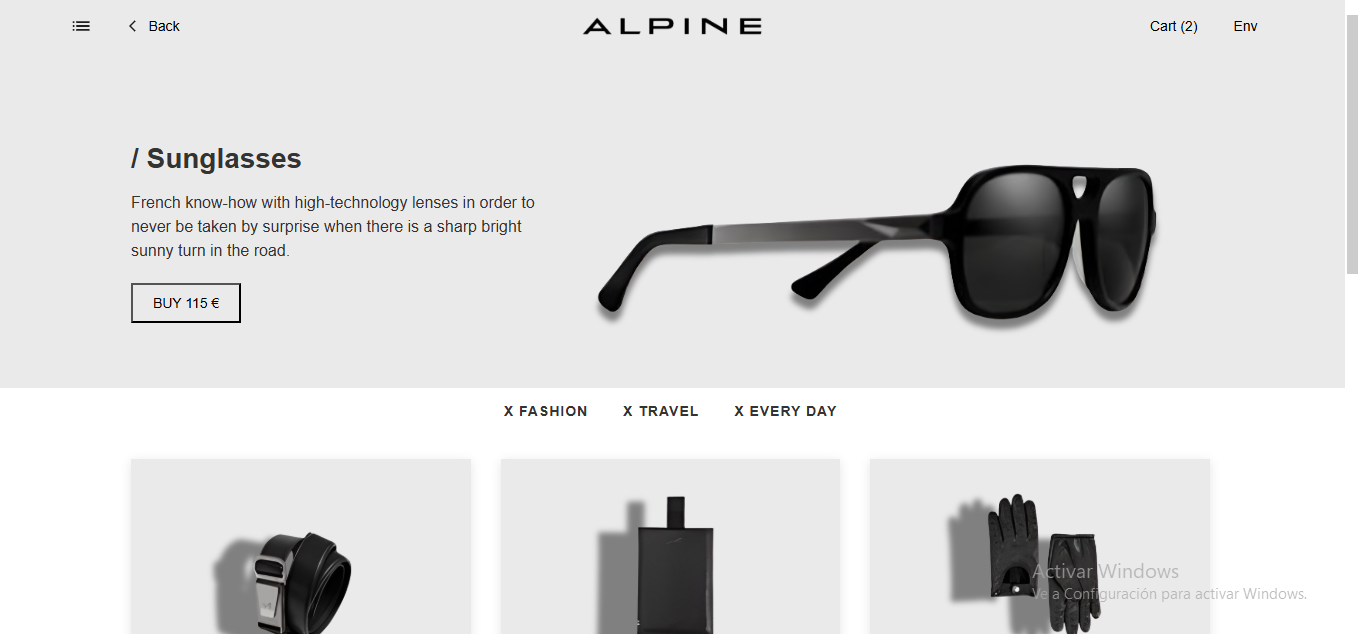 Back
ALPINE
Cart (2)
Env
/ Sunglasses
French know-how with high-technology lenses in order to
never be taken by surprise when there is a sharp bright
sunny turn in the road.
BUY 115 €
X FASHION
X TRAVEL
X EVERY DAY
Activar Windows
Ve a Configuración para activar Windows.